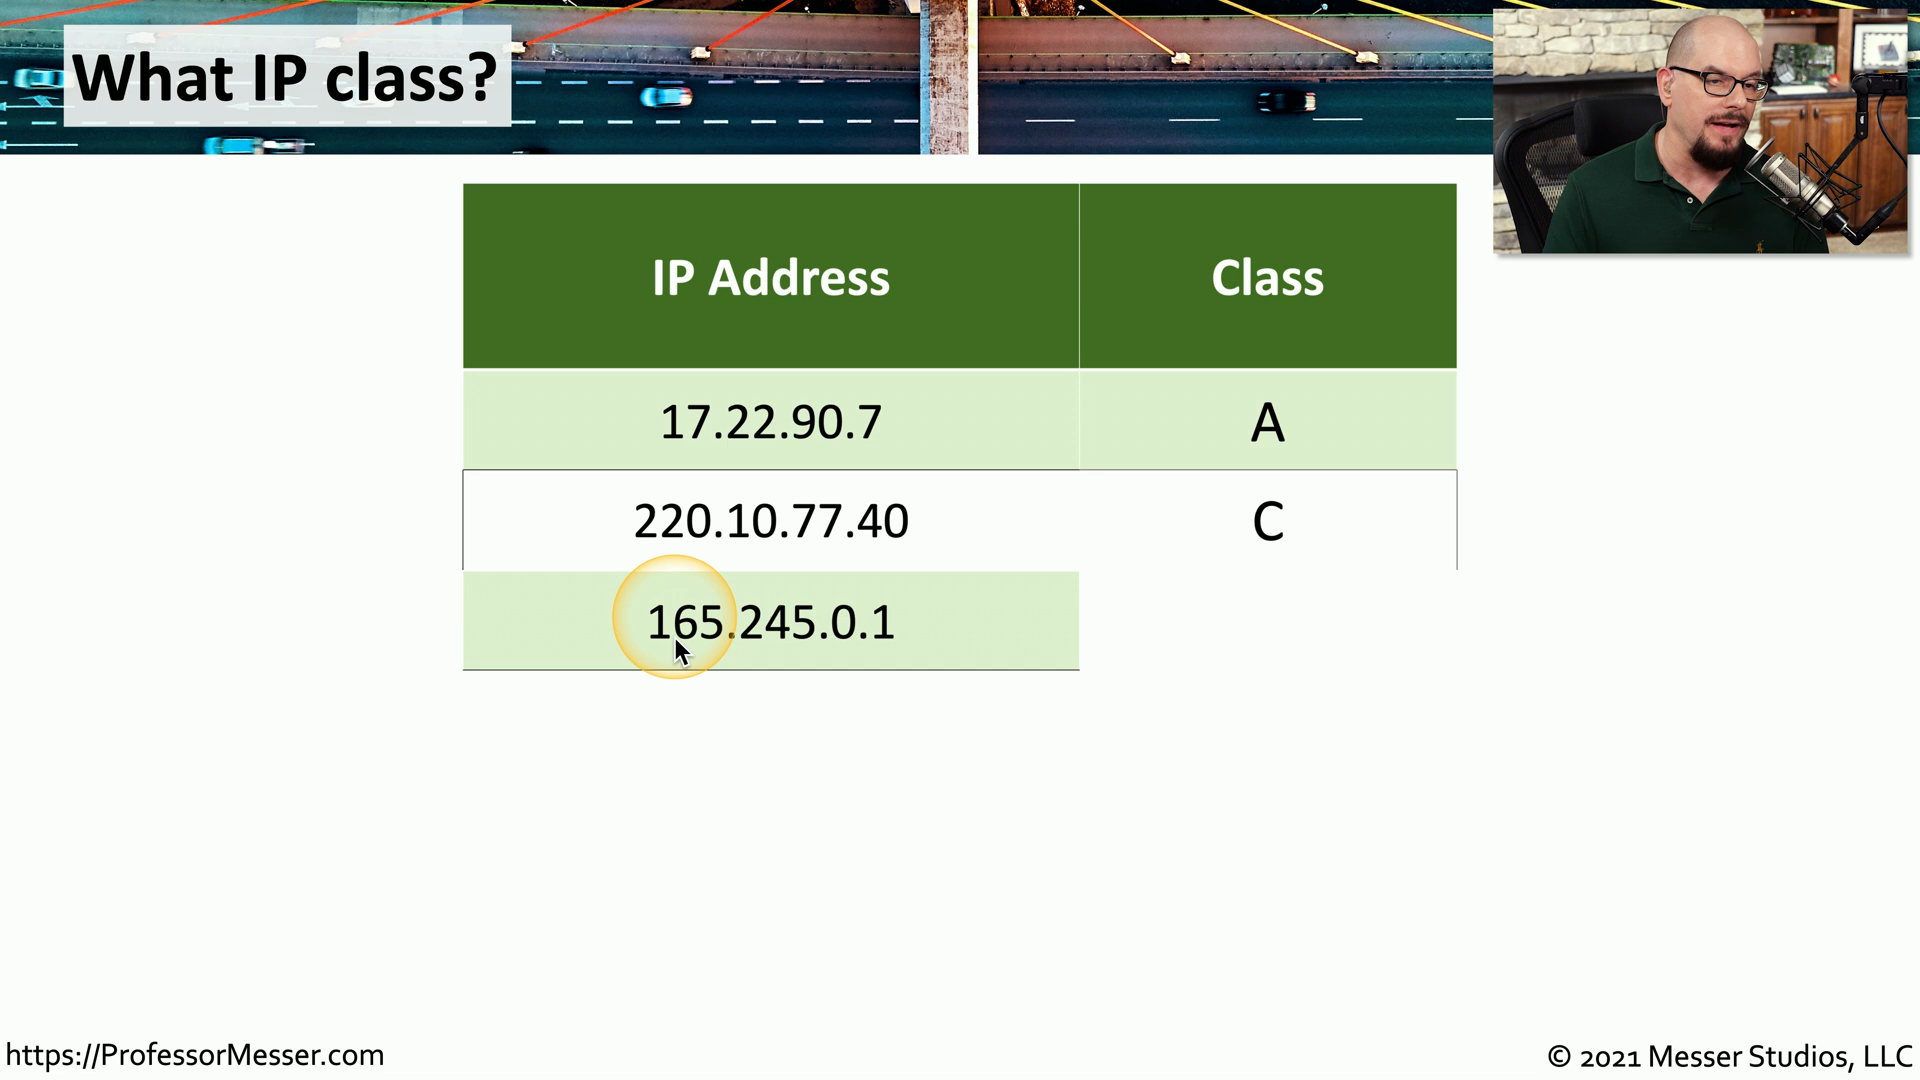 What IP class?
IP Address Class
17.22.90.7 A
220.10.77.40 C
165.245.0.1
https://ProfessorMesser.com
© 2021 Messer Studios, LLC